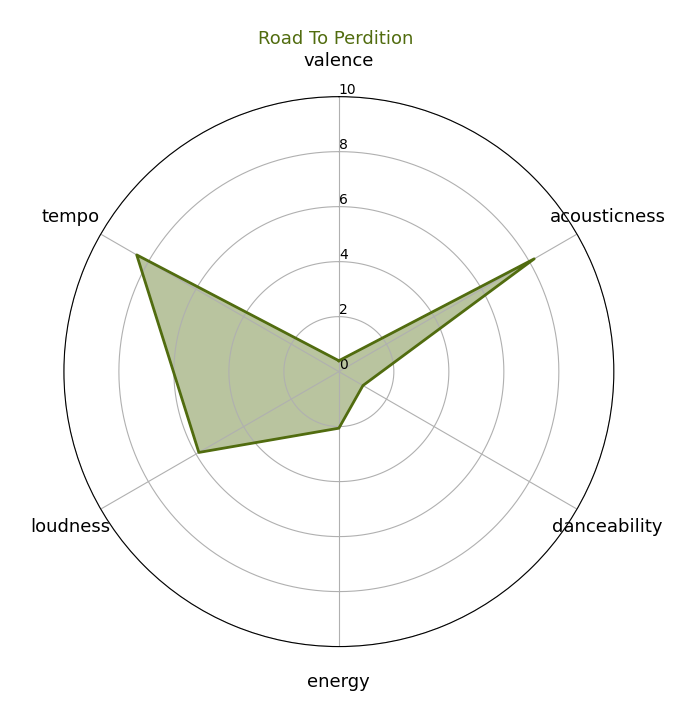 Road To Perdition
valence
10
8
6
4
2
0
tempo
acousticness
loudness
danceability
energy